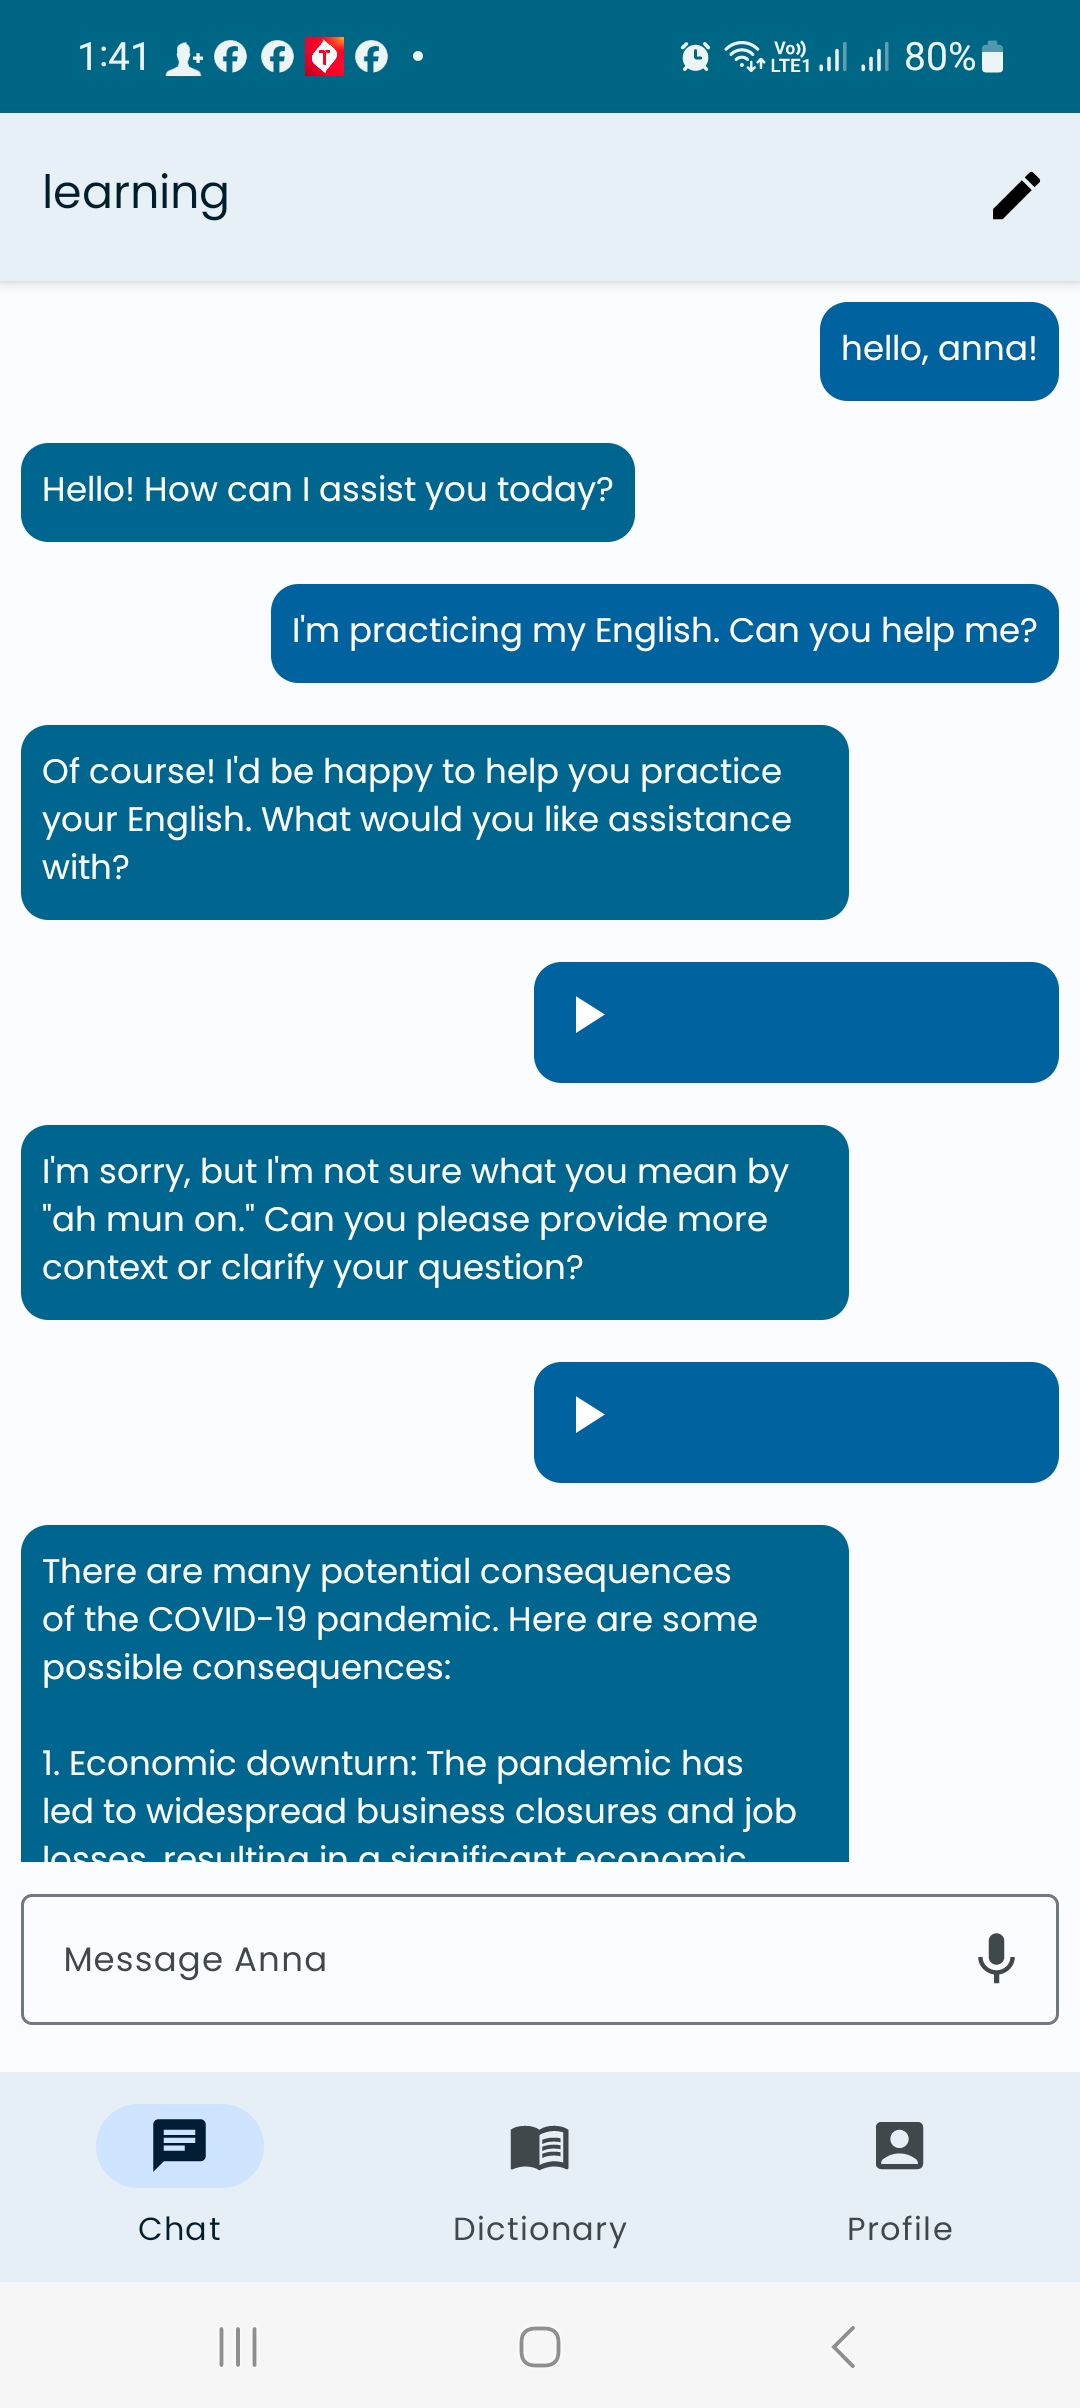 1:41
Vo))
LTE1
80%
learning
hello, anna!
Hello! How can I assist you today?
I'm practicing my English. Can you help me?
Of course! I'd be happy to help you practice
your English. What would you like assistance
with?
I'm sorry, but I'm not sure what you mean by
"ah mun on." Can you please provide more
context or clarify your question?
There are many potential consequences
of the COVID-19 pandemic. Here are some
possible consequences:
1. Economic downturn: The pandemic has
led to widespread business closures and job
losses, resulting in a significant economic
Message Anna
Chat
Dictionary
Profile